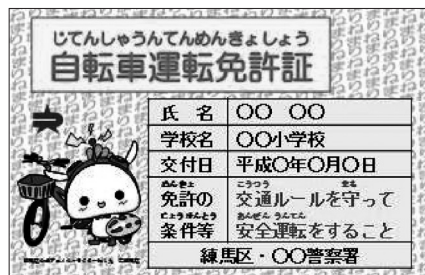 じてんしゃうんてんめんきょしょう
自転車運転免許証
氏 名 〇〇 〇〇
学校名 〇〇小学校
交付日 平成〇年〇月〇日
めんきょ こうつう まも
免許の 交通ルールを守って
じょうけんとう あんぜん うんてん
条件等 安全運転をすること
練馬区・〇〇警察署